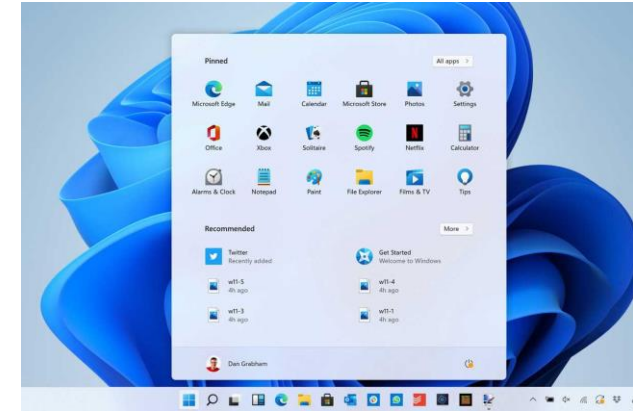 Pinned
All apps >
Microsoft Edge Mail Calendar Microsoft Store Photos Settings
Office Xbox Solitaire Spotify Netflix Calculator
Alarms & Clock Notepad Paint File Explorer Films & TV Tips
Recommended
More >
Twitter
Recently added
Get Started
Welcome to Windows
w11-5
4h ago
w11-4
4h ago
w11-3
4h ago
w11-1
4h ago
Dan Grabham